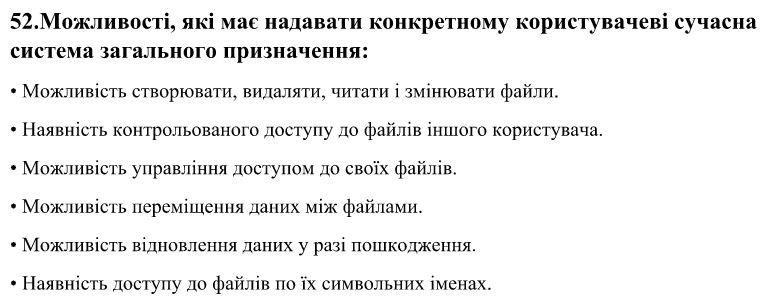 52.Можливості, які має надавати конкретному користувачеві сучасна
система загального призначення:
• Можливість створювати, видаляти, читати і змінювати файли.
• Наявність контрольованого доступу до файлів іншого користувача.
• Можливість управління доступом до своїх файлів.
• Можливість переміщення даних між файлами.
• Можливість відновлення даних у разі пошкодження.
• Наявність доступу до файлів по їх символьних іменах.